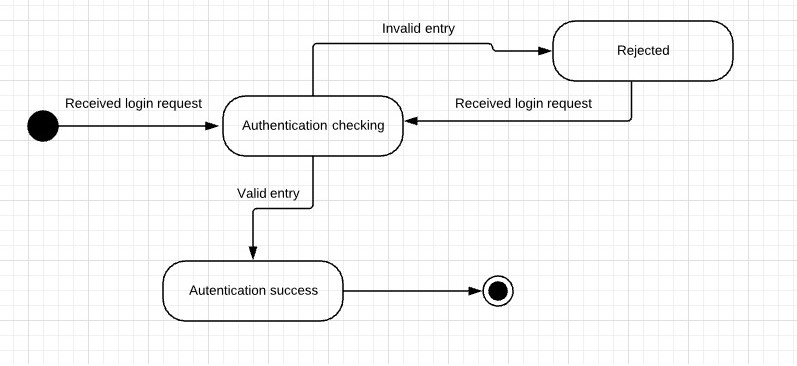 Invalid entry
Rejected
Received login request
Received login request
Authentication checking
Valid entry
Autentication success